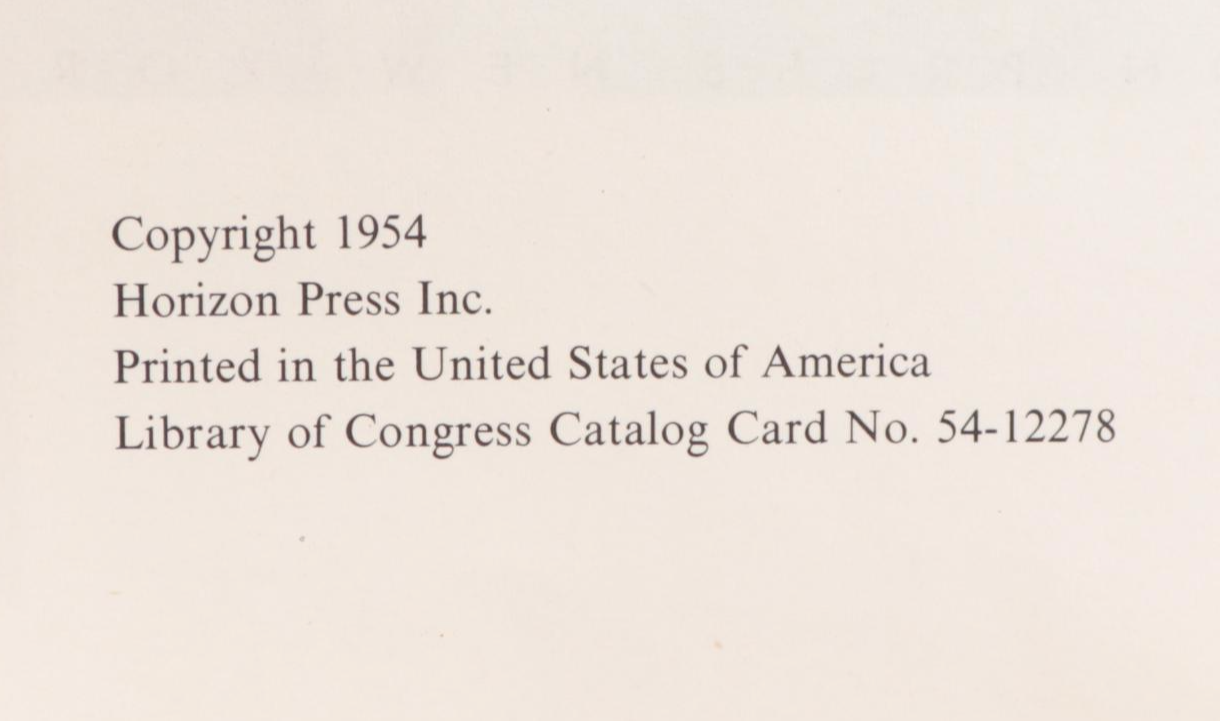 Copyright 1954
Horizon Press Inc.
Printed in the United States of America
Library of Congress Catalog Card No. 54-12278